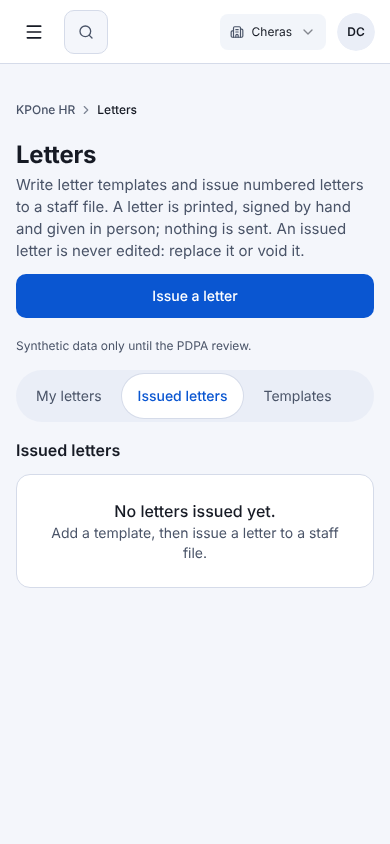 Cheras
DC
KPOne HR > Letters
Letters
Write letter templates and issue numbered letters
to a staff file. A letter is printed, signed by hand
and given in person; nothing is sent. An issued
letter is never edited: replace it or void it.
Issue a letter
Synthetic data only until the PDPA review.
My letters
Issued letters
Templates
Issued letters
No letters issued yet.
Add a template, then issue a letter to a staff
file.